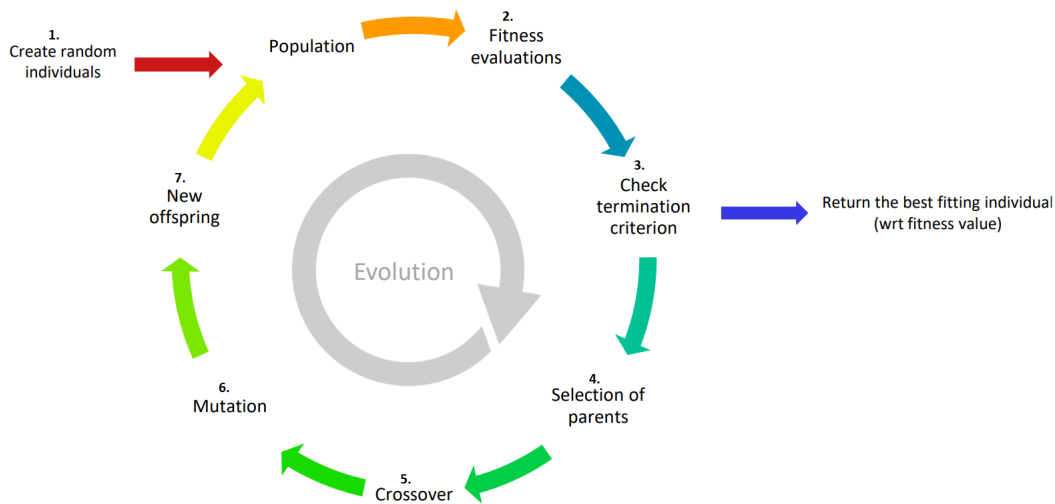 1.
Create random
individuals
Population
2.
Fitness
evaluations
3.
Check
termination
criterion
Return the best fitting individual
(wrt fitness value)
4.
Selection of
parents
5.
Crossover
6.
Mutation
7.
New
offspring
Evolution